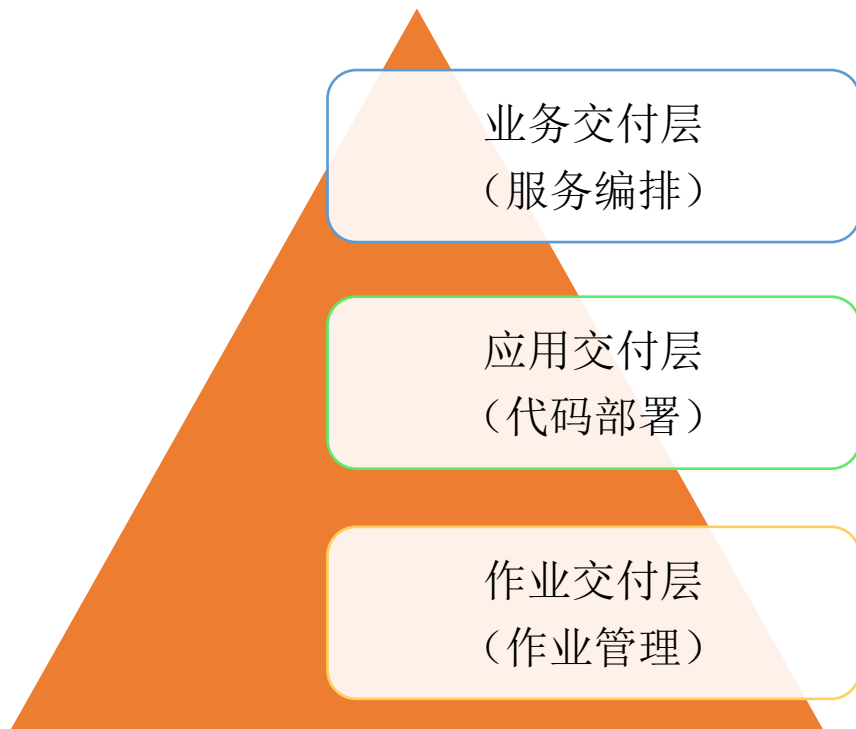 业务交付层
（服务编排）
应用交付层
（代码部署）
作业交付层
（作业管理）